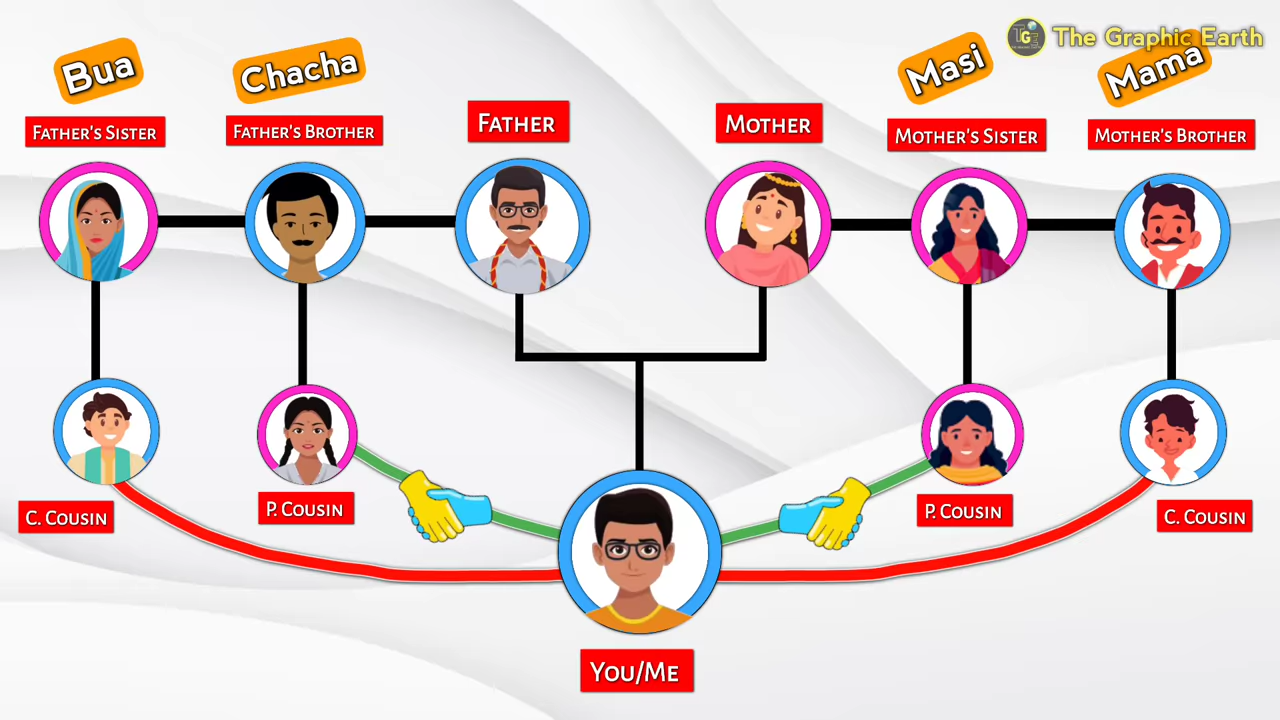 The Graphic Earth
Bua
Chacha
Masi
Mama
Father's Sister
Father's Brother
Father
Mother
Mother's Sister
Mother's Brother
C. Cousin
P. Cousin
P. Cousin
C. Cousin
You/Me